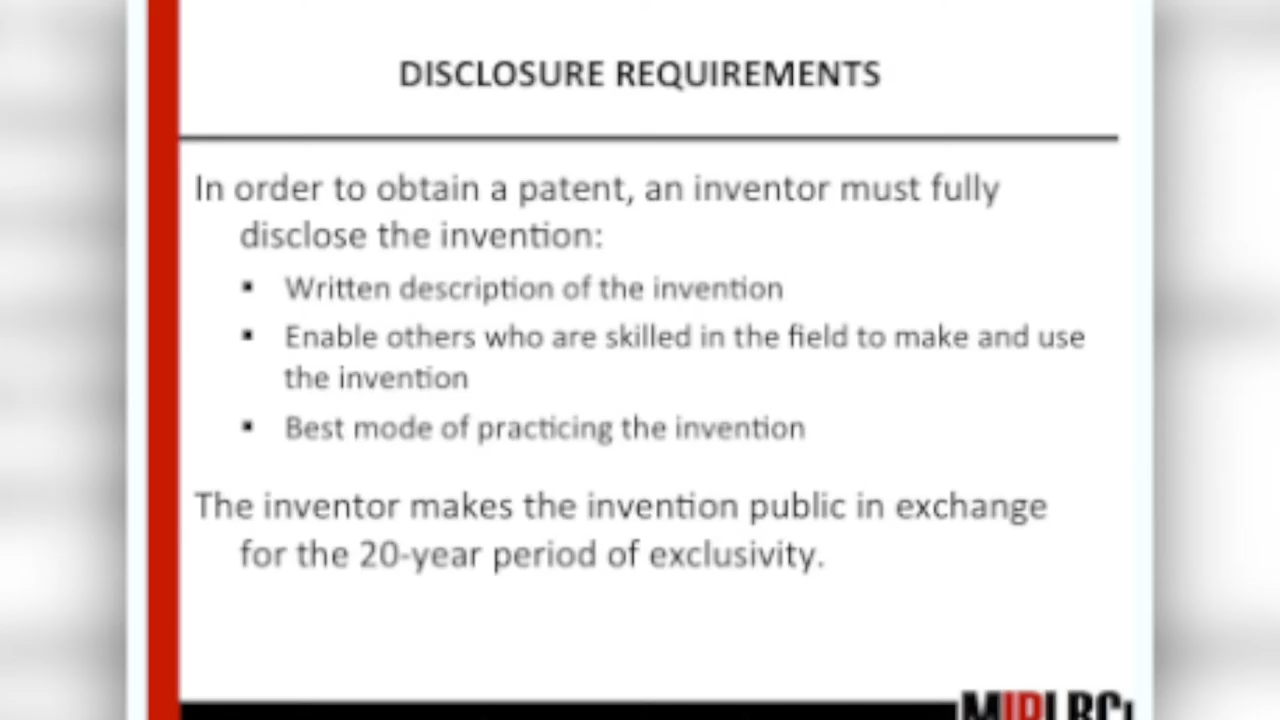 DISCLOSURE REQUIREMENTS
In order to obtain a patent, an inventor must fully
disclose the invention:
▪ Written description of the invention
▪ Enable others who are skilled in the field to make and use
the invention
▪ Best mode of practicing the invention
The inventor makes the invention public in exchange
for the 20-year period of exclusivity.